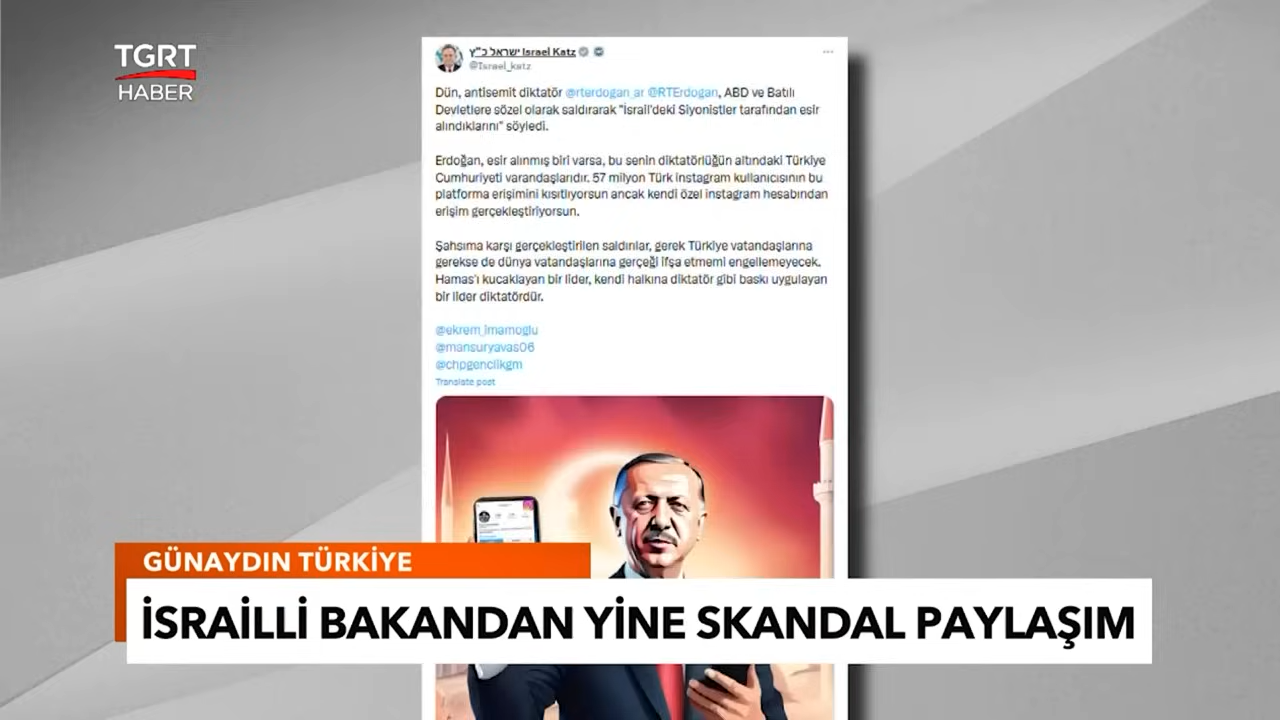 TGRT
HABER
ישראל כ"ץ Israel Katz
@Israel_katz
Dün, antisemit diktatör @rterdogan_ar @RTErdogan, ABD ve Batılı
Devletlere sözel olarak saldırarak "İsrail'deki Siyonistler tarafından esir
alındıklarını" söyledi.
Erdoğan, esir alınmış biri varsa, bu senin diktatörlüğün altındaki Türkiye
Cumhuriyeti varandaşlarıdır. 57 milyon Türk instagram kullanıcısının bu
platforma erişimini kısıtlıyorsun ancak kendi özel instagram hesabından
erişim gerçekleştiriyorsun.
Şahsıma karşı gerçekleştirilen saldırılar, gerek Türkiye vatandaşlarına
gerekse de dünya vatandaşlarına gerçeği ifşa etmemi engellemeyecek.
Hamas'ı kucaklayan bir lider, kendi halkına diktatör gibi baskı uygulayan
bir lider diktatördür.
@ekrem_imamoglu
@mansuryavas06
@chpgenclikgm
Translate post
GÜNAYDIN TÜRKİYE
İSRAİLLİ BAKANDAN YİNE SKANDAL PAYLAŞIM